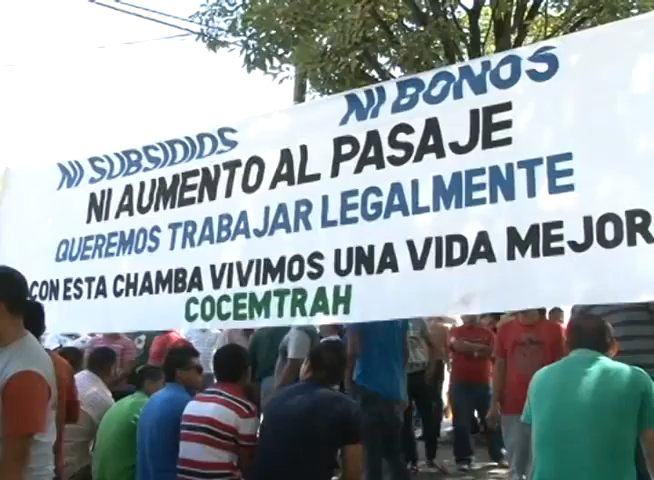 NI SUBSIDIOS NI BONOS
NI AUMENTO AL PASAJE
QUEREMOS TRABAJAR LEGALMENTE
CON ESTA CHAMBA VIVIMOS UNA VIDA MEJOR
COCEMTRAH